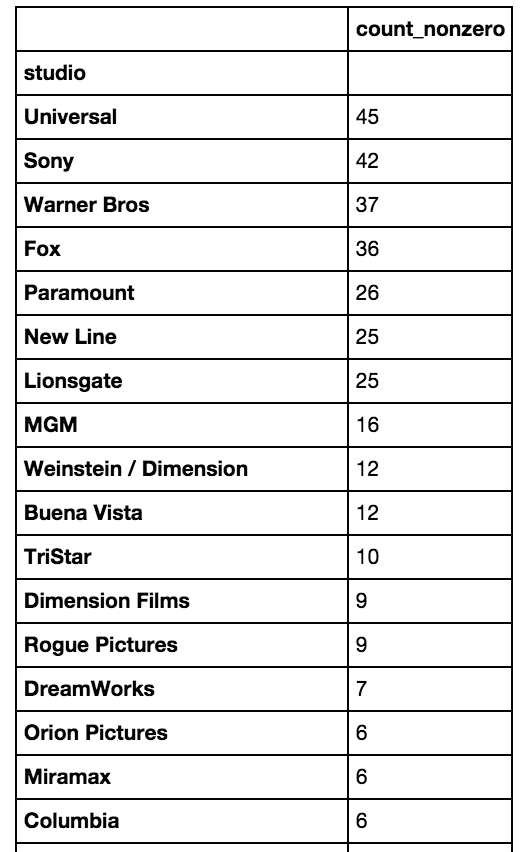 count_nonzero
studio
Universal 45
Sony 42
Warner Bros 37
Fox 36
Paramount 26
New Line 25
Lionsgate 25
MGM 16
Weinstein / Dimension 12
Buena Vista 12
TriStar 10
Dimension Films 9
Rogue Pictures 9
DreamWorks 7
Orion Pictures 6
Miramax 6
Columbia 6